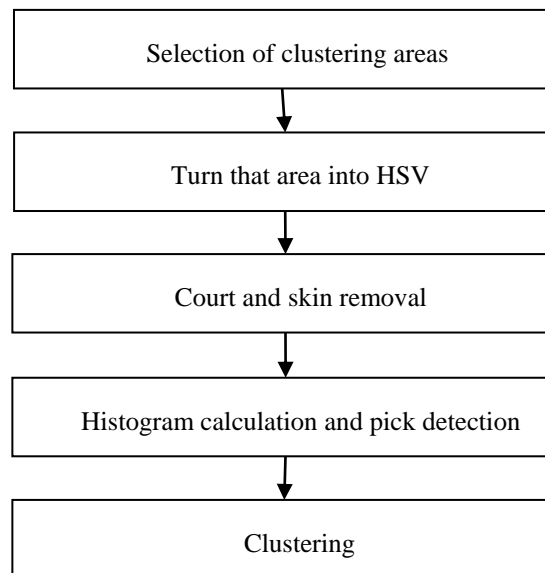 Selection of clustering areas
Turn that area into HSV
Court and skin removal
Histogram calculation and pick detection
Clustering